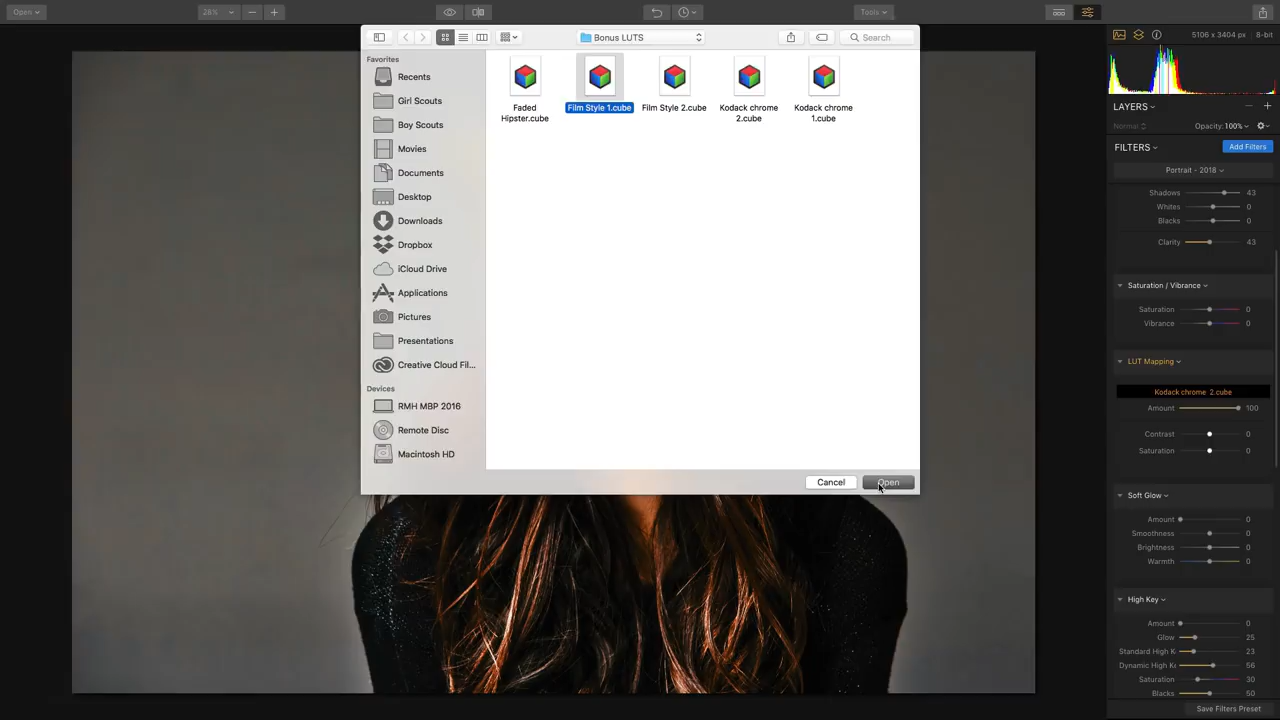 Open
28%
Tools
5106 x 3404 px
8-bit
Bonus LUTS
Search
Favorites
Recents
Girl Scouts
Boy Scouts
Movies
Documents
Desktop
Downloads
Dropbox
iCloud Drive
Applications
Pictures
Presentations
Creative Cloud Fil...
Devices
RMH MBP 2016
Remote Disc
Macintosh HD
Faded
Hipster.cube
Film Style 1.cube
Film Style 2.cube
Kodack chrome
2.cube
Kodack chrome
1.cube
Cancel
Open
LAYERS
Normal
Opacity: 100%
FILTERS
Add Filters
Portrait - 2018
Shadows 43
Whites 0
Blacks 0
Clarity 43
Saturation / Vibrance
Saturation 0
Vibrance 0
LUT Mapping
Kodack chrome 2.cube
Amount 100
Contrast 0
Saturation 0
Soft Glow
Amount 0
Smoothness 0
Brightness 0
Warmth 0
High Key
Amount 0
Glow 25
Standard High K 23
Dynamic High Ke 56
Saturation 30
Blacks 50
Save Filters Preset